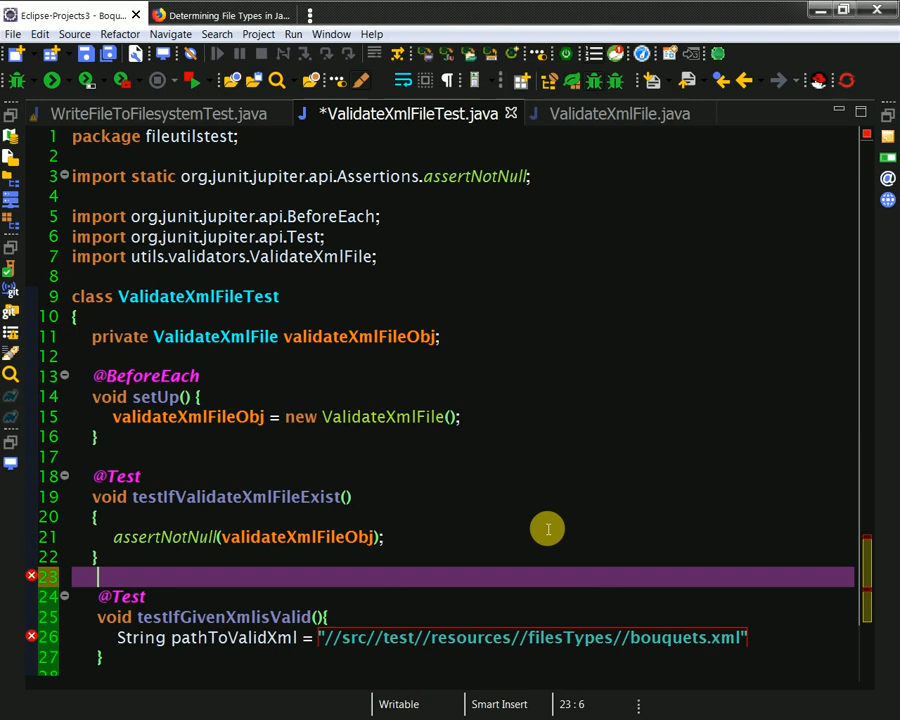 Eclipse-Projects3 - Boqu...
Determining File Types in Ja...
File Edit Source Refactor Navigate Search Project Run Window Help
WriteFileToFilesystemTest.java
*ValidateXmlFileTest.java
ValidateXmlFile.java
1 package fileutilstest;
2
3 import static org.junit.jupiter.api.Assertions.assertNotNull;
4
5 import org.junit.jupiter.api.BeforeEach;
6 import org.junit.jupiter.api.Test;
7 import utils.validators.ValidateXmlFile;
8
9 class ValidateXmlFileTest
10 {
11 private ValidateXmlFile validateXmlFileObj;
12
13 @BeforeEach
14 void setUp() {
15 validateXmlFileObj = new ValidateXmlFile();
16 }
17
18 @Test
19 void testIfValidateXmlFileExist()
20 {
21 assertNotNull(validateXmlFileObj);
22 }
23
24 @Test
25 void testIfGivenXmlisValid(){
26 String pathToValidXml = "//src//test//resources//filesTypes//bouquets.xml"
27 }
28
Writable Smart Insert 23 : 6